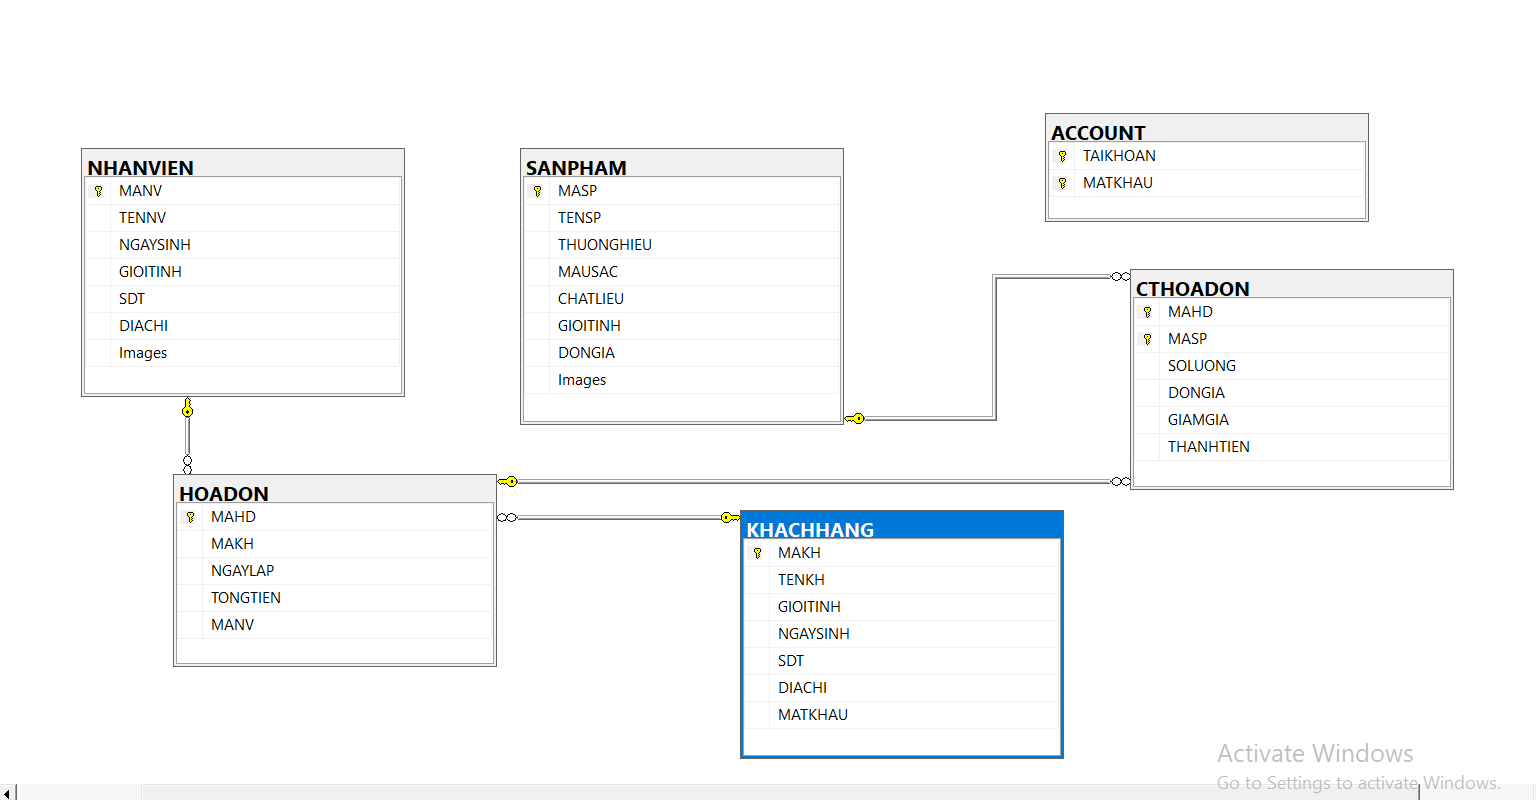 NHANVIEN
MANV
TENNV
NGAYSINH
GIOITINH
SDT
DIACHI
Images
SANPHAM
MASP
TENSP
THUONGHIEU
MAUSAC
CHATLIEU
GIOITINH
DONGIA
Images
ACCOUNT
TAIKHOAN
MATKHAU
CTHOADON
MAHD
MASP
SOLUONG
DONGIA
GIAMGIA
THANHTIEN
HOADON
MAHD
MAKH
NGAYLAP
TONGTIEN
MANV
KHACHHANG
MAKH
TENKH
GIOITINH
NGAYSINH
SDT
DIACHI
MATKHAU
Activate Windows
Go to Settings to activate Windows.